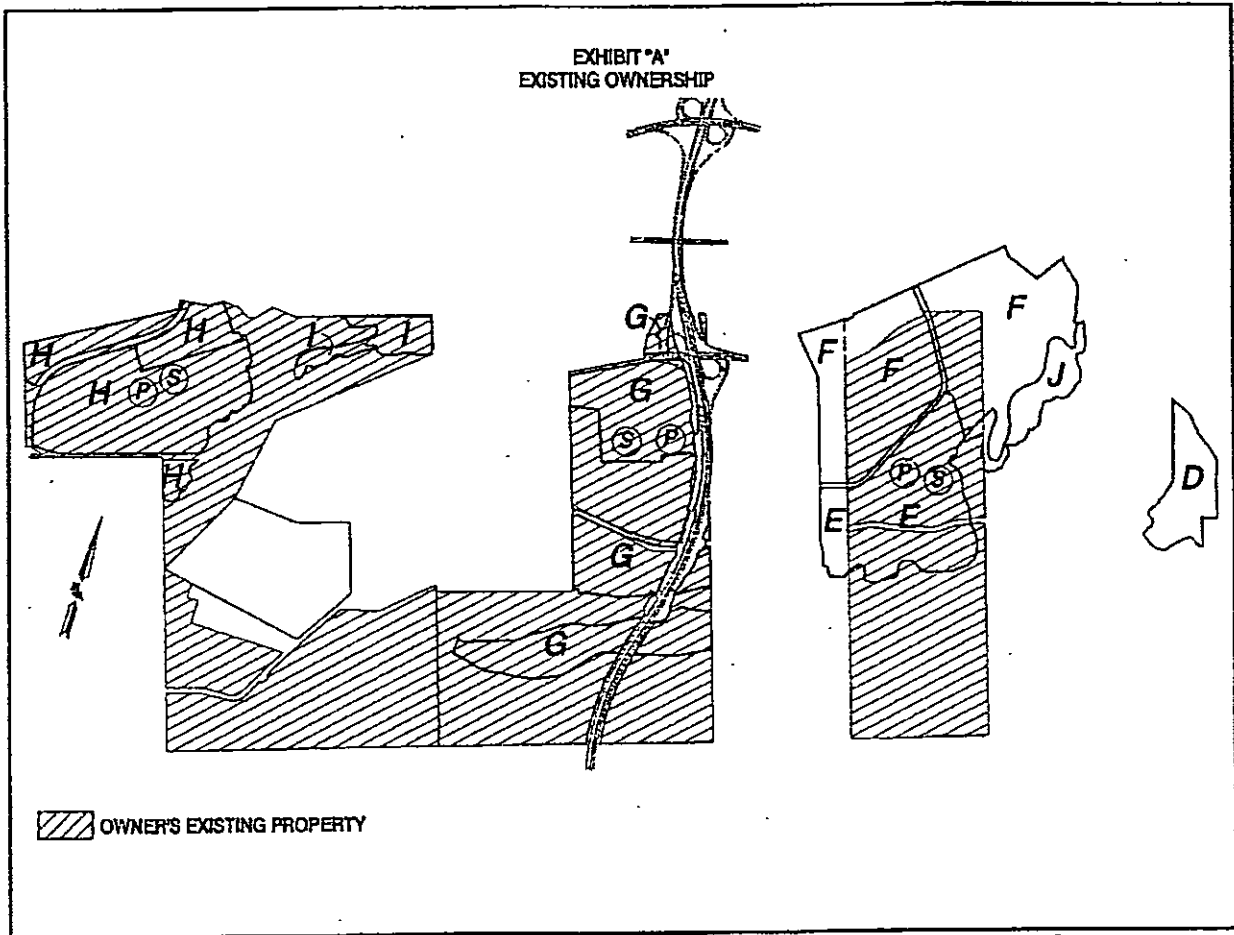 EXHIBIT "A"
EXISTING OWNERSHIP
H
H
H
P
S
H
I
I
G
G
S
P
G
G
F
F
F
J
P
S
E
E
D
OWNER'S EXISTING PROPERTY